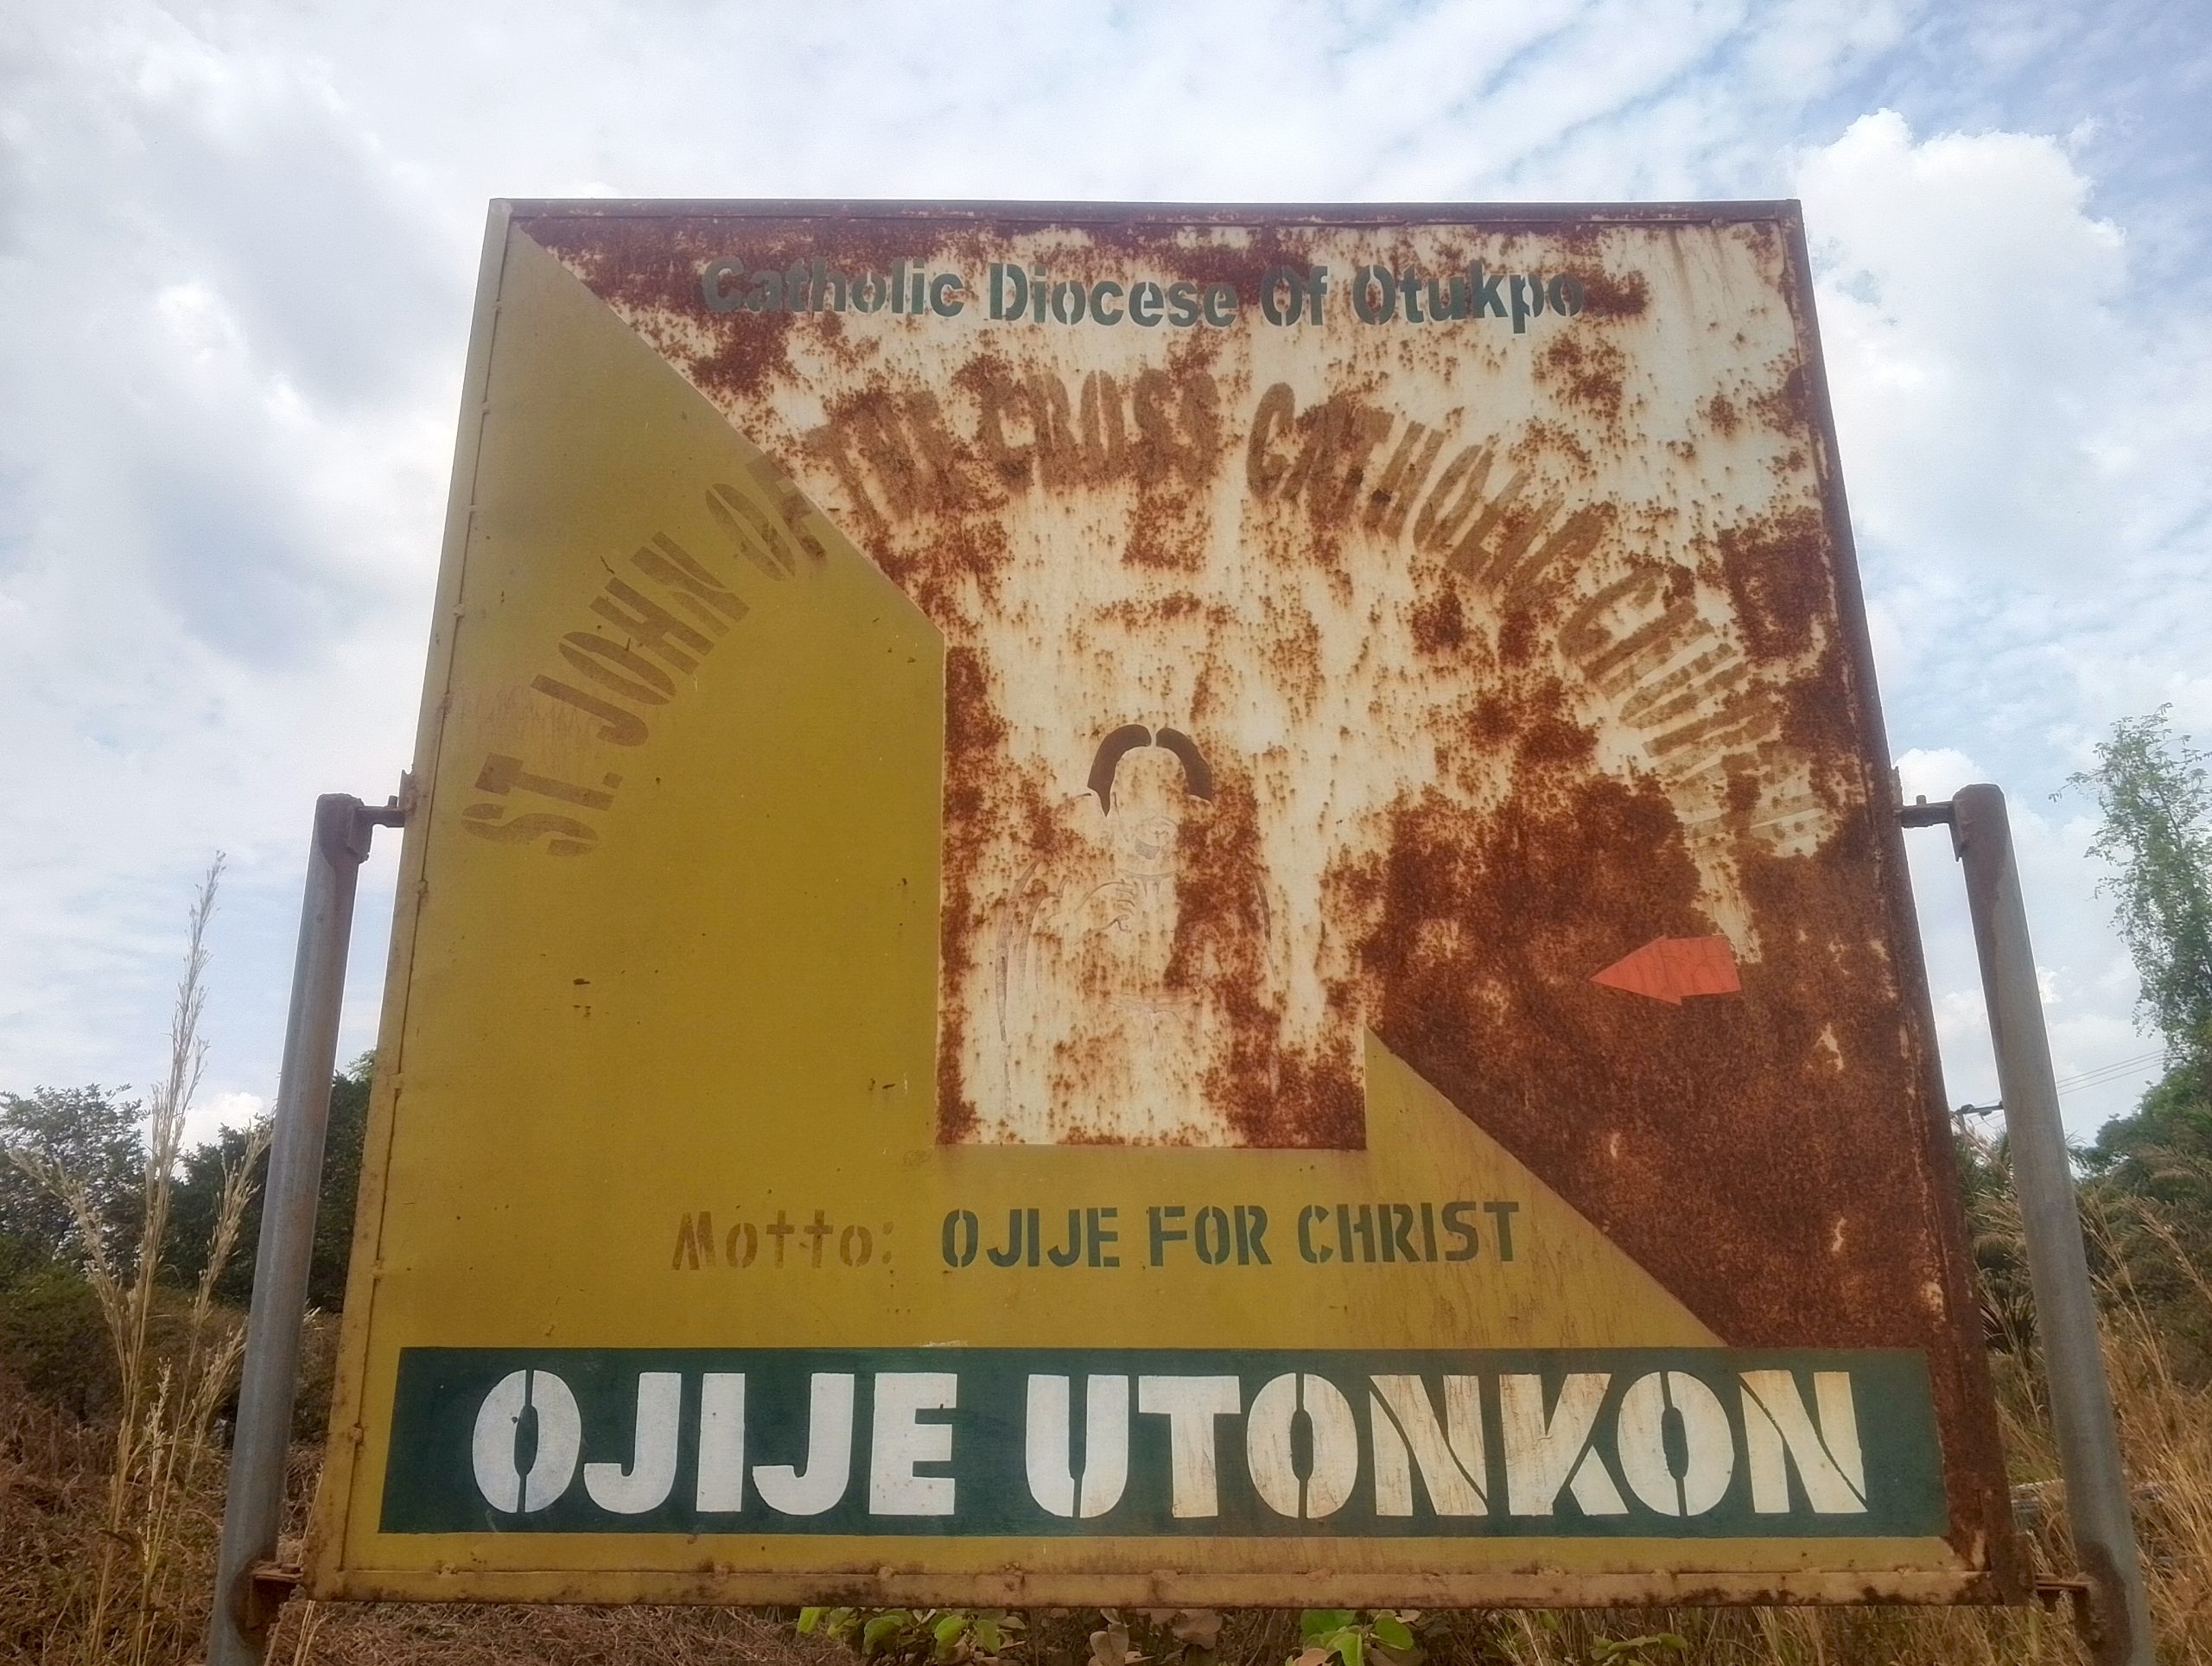 Catholic Diocese Of Otukpo
ST. JOHN OF THE CROSS CATHOLIC CHURCH
Motto: OJIJE FOR CHRIST
OJIJE UTONKON